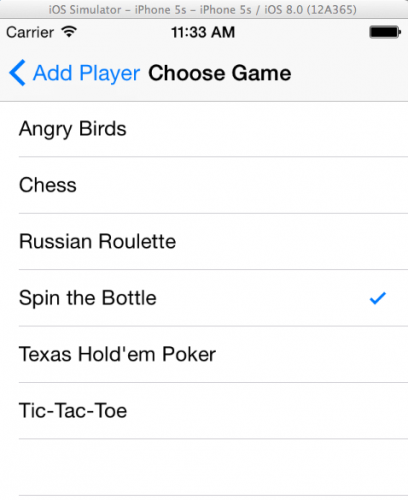 iOS Simulator - iPhone 5s - iPhone 5s / iOS 8.0 (12A365)
Carrier 11:33 AM
Add Player Choose Game
Angry Birds
Chess
Russian Roulette
Spin the Bottle
Texas Hold'em Poker
Tic-Tac-Toe